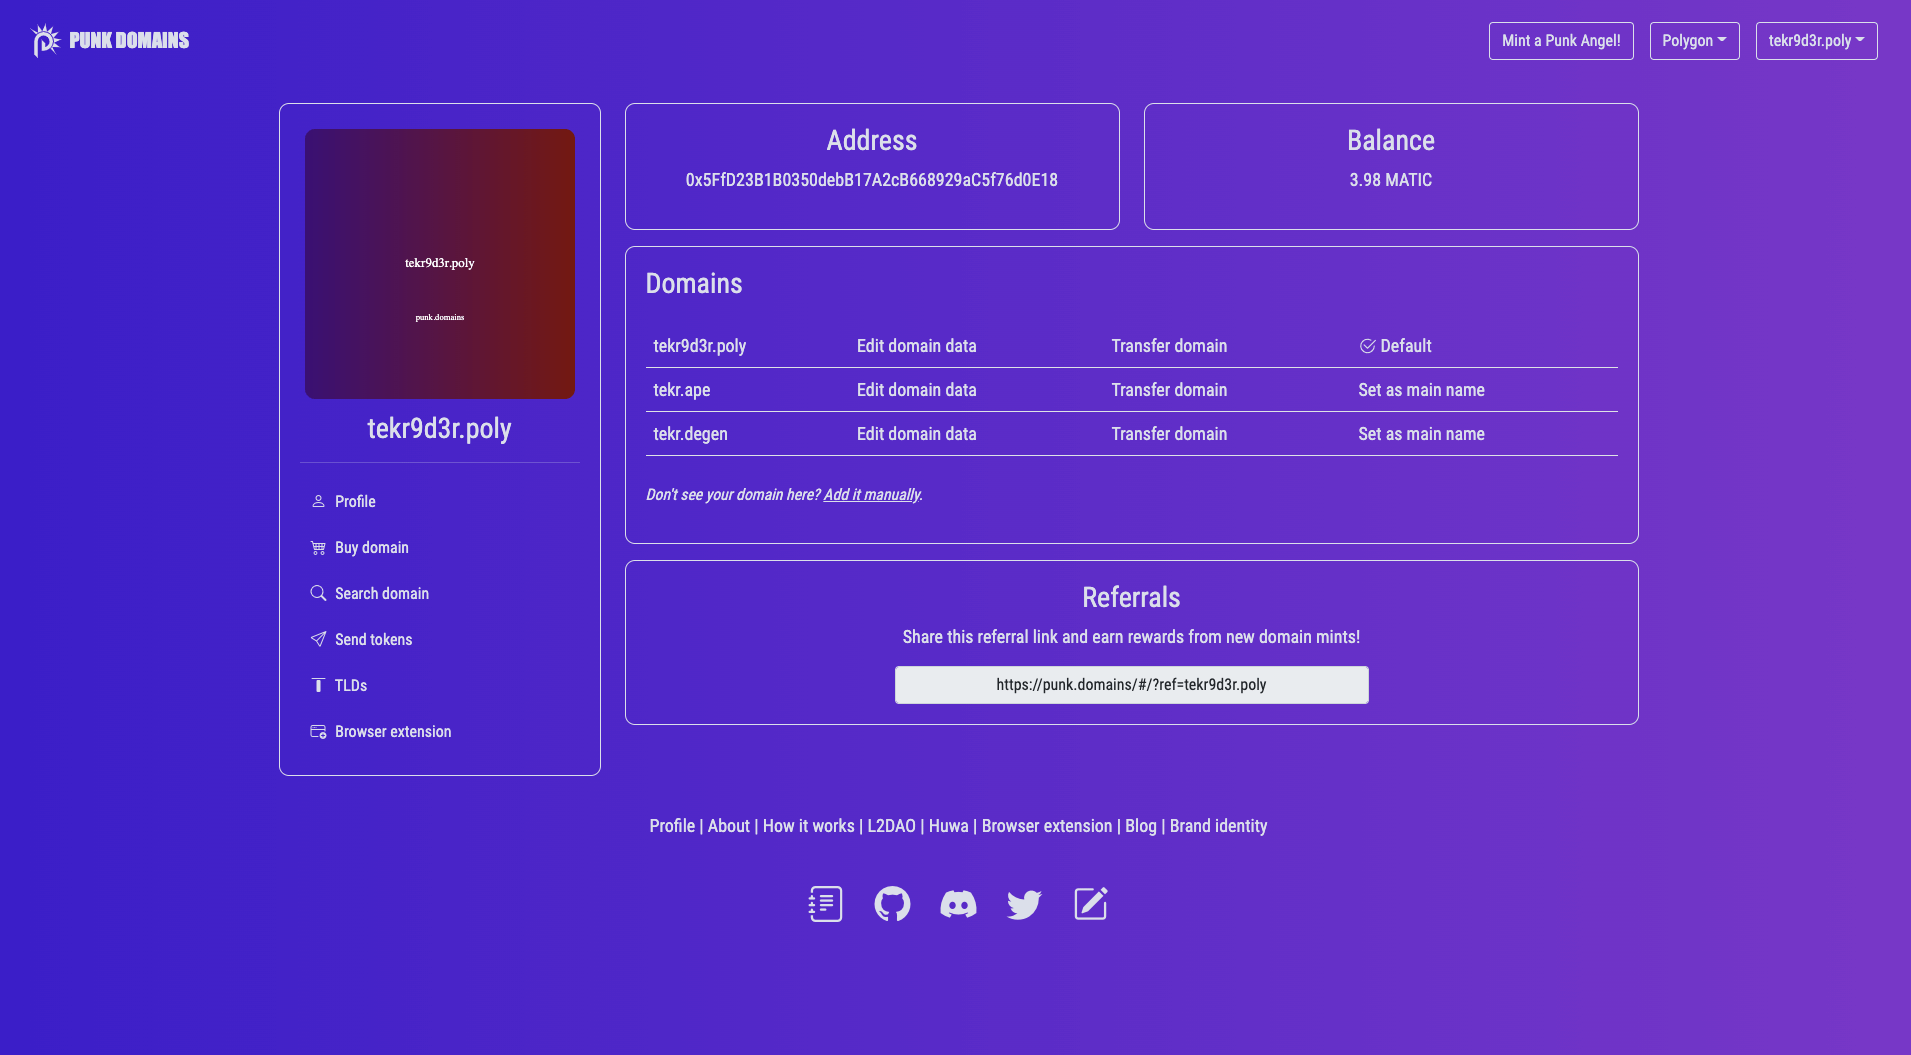 PUNK DOMAINS
Mint a Punk Angel!
Polygon
tekr9d3r.poly
tekr9d3r.poly
punk.domains
tekr9d3r.poly
Profile
Buy domain
Search domain
Send tokens
TLDs
Browser extension
Address
0x5FfD23B1B0350debB17A2cB668929aC5f76d0E18
Balance
3.98 MATIC
Domains
tekr9d3r.poly Edit domain data Transfer domain Default
tekr.ape Edit domain data Transfer domain Set as main name
tekr.degen Edit domain data Transfer domain Set as main name
Don't see your domain here? Add it manually.
Referrals
Share this referral link and earn rewards from new domain mints!
https://punk.domains/#/?ref=tekr9d3r.poly
Profile | About | How it works | L2DAO | Huwa | Browser extension | Blog | Brand identity